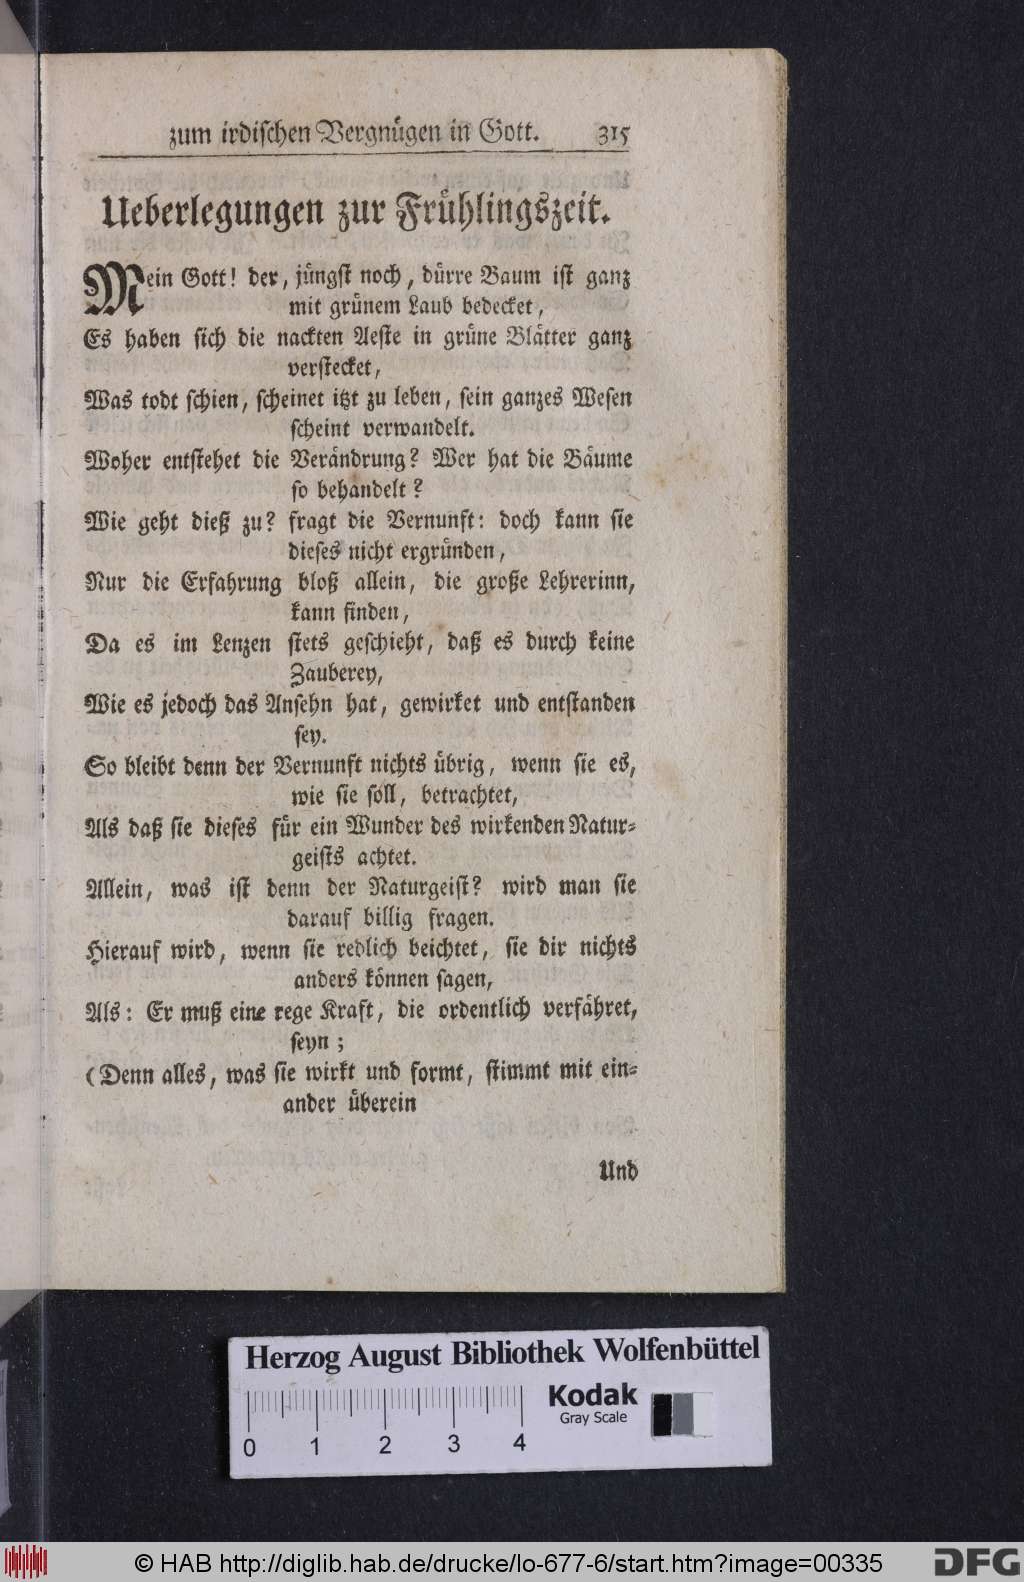 zum irdischen Vergnügen in Gott. 315
Ueberlegungen zur Frühlingszeit.
Mein Gott! der, jüngst noch, dürre Baum ist ganz
mit grünem Laub bedecket,
Es haben sich die nackten Aeste in grüne Blätter ganz
verstecket,
Was todt schien, scheinet itzt zu leben, sein ganzes Wesen
scheint verwandelt.
Woher entstehet die Verändrung? Wer hat die Bäume
so behandelt?
Wie geht dieß zu? fragt die Vernunft: doch kann sie
dieses nicht ergründen,
Nur die Erfahrung bloß allein, die große Lehrerinn,
kann finden,
Da es im Lenzen stets geschieht, daß es durch keine
Zauberey,
Wie es jedoch das Ansehn hat, gewirket und entstanden
sey.
So bleibt denn der Vernunft nichts übrig, wenn sie es,
wie sie soll, betrachtet,
Als daß sie dieses für ein Wunder des wirkenden Natur-
geists achtet.
Allein, was ist denn der Naturgeist? wird man sie
darauf billig fragen.
Hierauf wird, wenn sie redlich beichtet, sie dir nichts
anders können sagen,
Als: Er muß eine rege Kraft, die ordentlich verfähret,
seyn;
(Denn alles, was sie wirkt und formt, stimmt mit ein-
ander überein
Und
Herzog August Bibliothek Wolfenbüttel
Kodak
Gray Scale
0 1 2 3 4
© HAB http://diglib.hab.de/drucke/lo-677-6/start.htm?image=00335
DFG